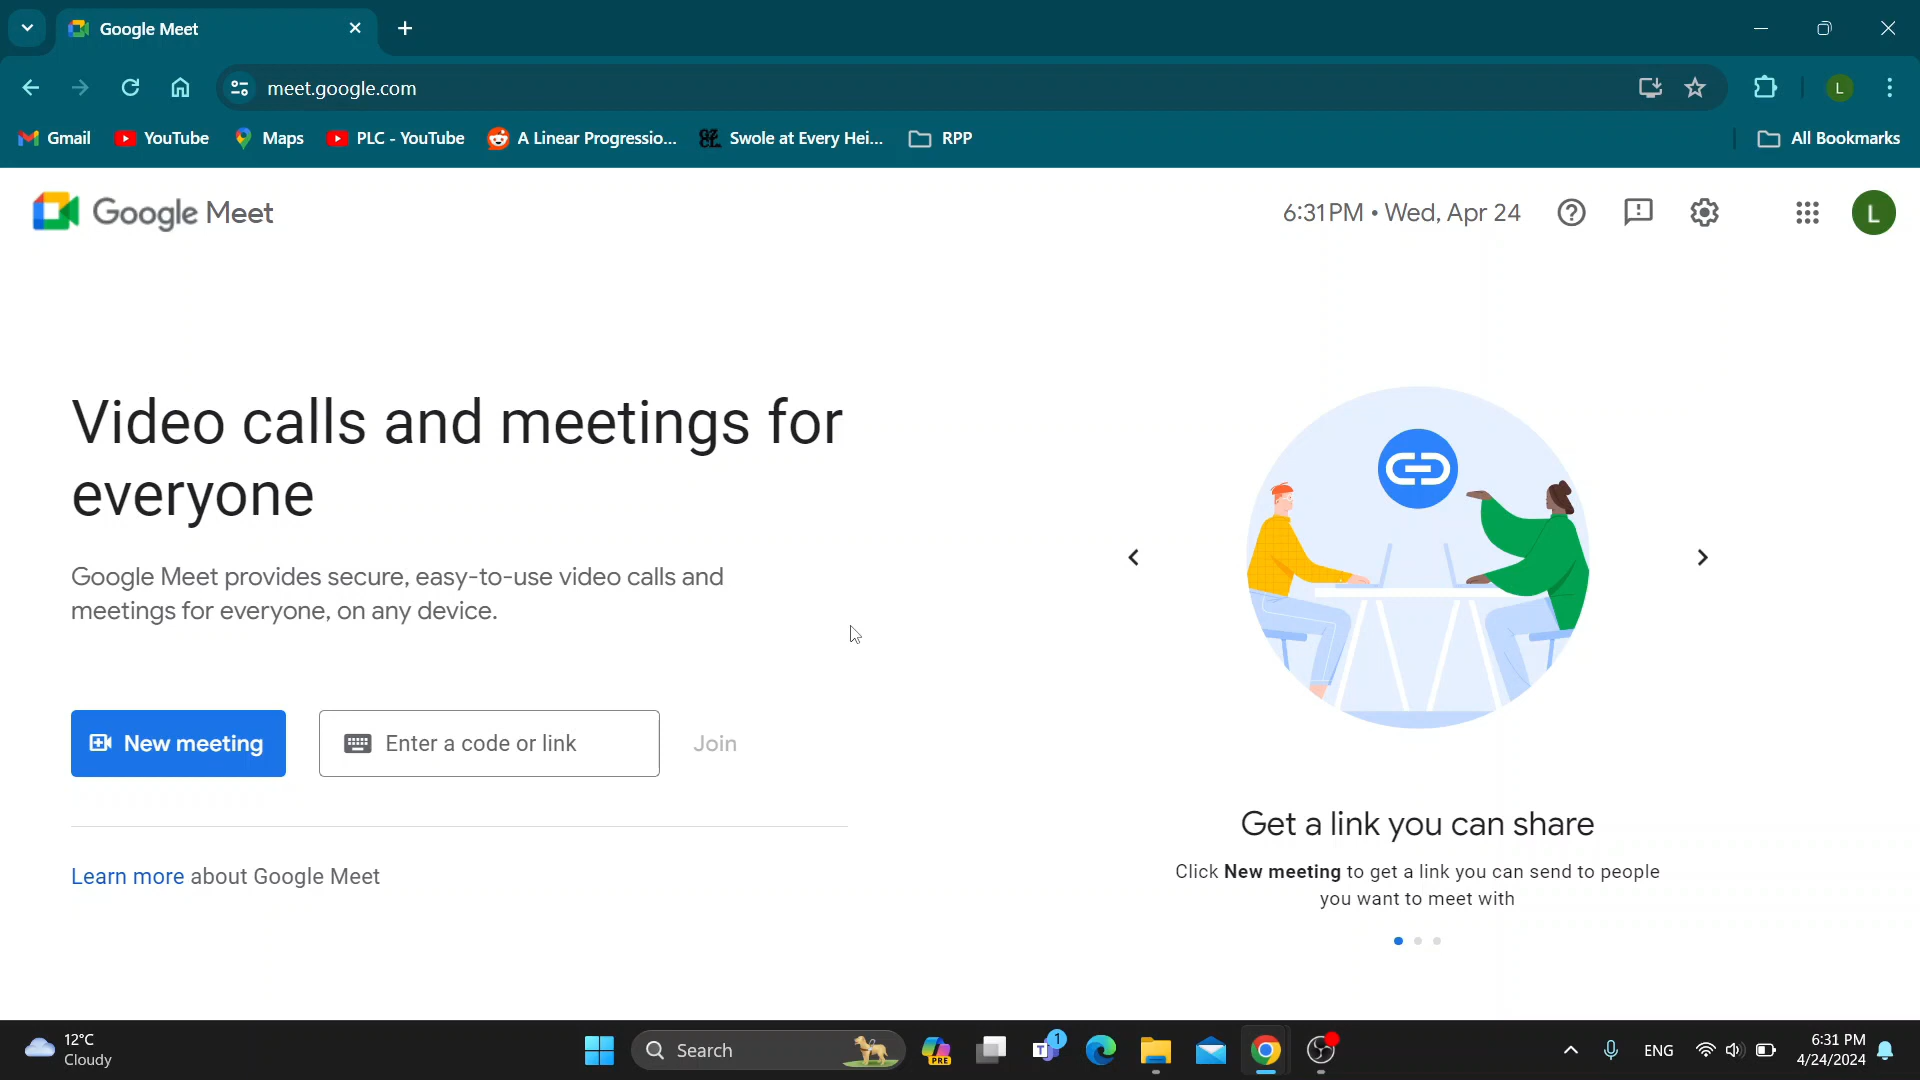 Google Meet
meet.google.com
L
Gmail
YouTube
Maps
PLC - YouTube
A Linear Progressio...
Swole at Every Hei...
RPP
All Bookmarks
Google Meet
6:31 PM • Wed, Apr 24
L
Video calls and meetings for
everyone
Google Meet provides secure, easy-to-use video calls and
meetings for everyone, on any device.
New meeting
Enter a code or link
Join
Learn more about Google Meet
Get a link you can share
Click New meeting to get a link you can send to people
you want to meet with
12°C
Cloudy
Search
PRE
T
1
ENG
6:31 PM
4/24/2024